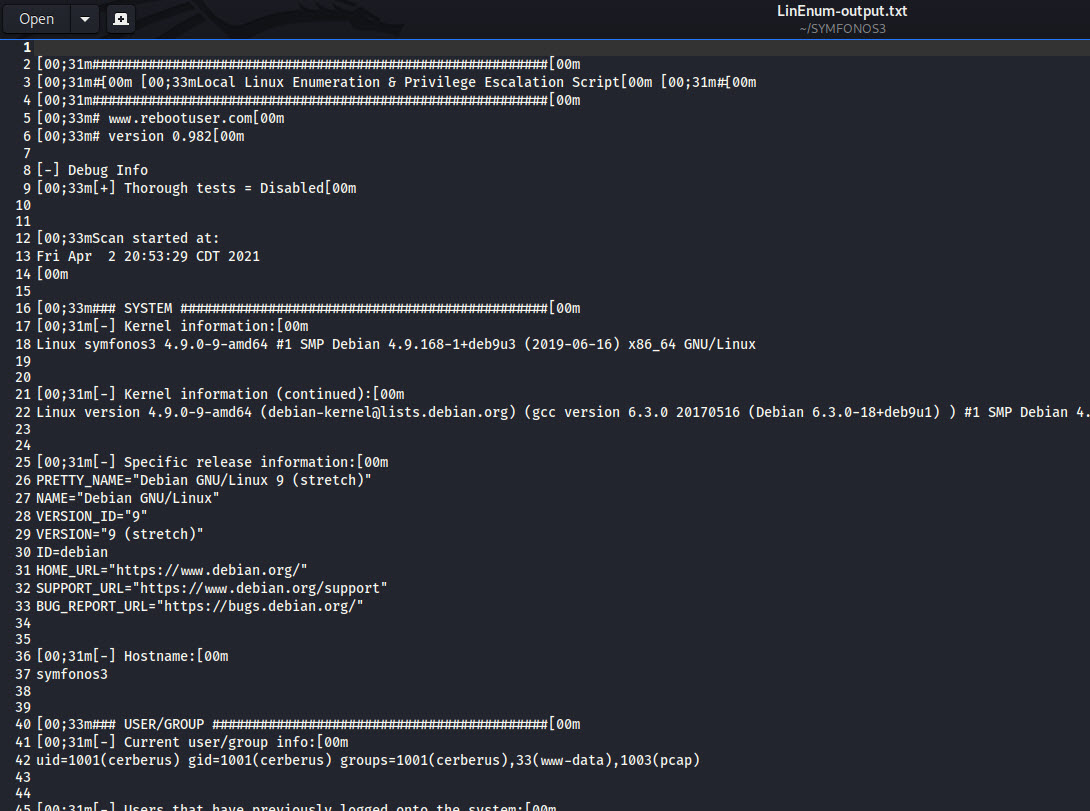 Open
LinEnum-output.txt
~/SYMFONOS3
1
2 [00;31m#########################################################[00m
3 [00;31m#[00m [00;33mLocal Linux Enumeration & Privilege Escalation Script[00m [00;31m#[00m
4 [00;31m#########################################################[00m
5 [00;33m# www.rebootuser.com[00m
6 [00;33m# version 0.982[00m
7
8 [-] Debug Info
9 [00;33m[+] Thorough tests = Disabled[00m
10
11
12 [00;33mScan started at:
13 Fri Apr  2 20:53:29 CDT 2021
14 [00m
15
16 [00;33m### SYSTEM ##############################################[00m
17 [00;31m[-] Kernel information:[00m
18 Linux symfonos3 4.9.0-9-amd64 #1 SMP Debian 4.9.168-1+deb9u3 (2019-06-16) x86_64 GNU/Linux
19
20
21 [00;31m[-] Kernel information (continued):[00m
22 Linux version 4.9.0-9-amd64 (debian-kernel@lists.debian.org) (gcc version 6.3.0 20170516 (Debian 6.3.0-18+deb9u1) ) #1 SMP Debian 4.
23
24
25 [00;31m[-] Specific release information:[00m
26 PRETTY_NAME="Debian GNU/Linux 9 (stretch)"
27 NAME="Debian GNU/Linux"
28 VERSION_ID="9"
29 VERSION="9 (stretch)"
30 ID=debian
31 HOME_URL="https://www.debian.org/"
32 SUPPORT_URL="https://www.debian.org/support"
33 BUG_REPORT_URL="https://bugs.debian.org/"
34
35
36 [00;31m[-] Hostname:[00m
37 symfonos3
38
39
40 [00;33m### USER/GROUP ##########################################[00m
41 [00;31m[-] Current user/group info:[00m
42 uid=1001(cerberus) gid=1001(cerberus) groups=1001(cerberus),33(www-data),1003(pcap)
43
44
45 [00;31m[-] Users that have previously logged onto the system:[00m